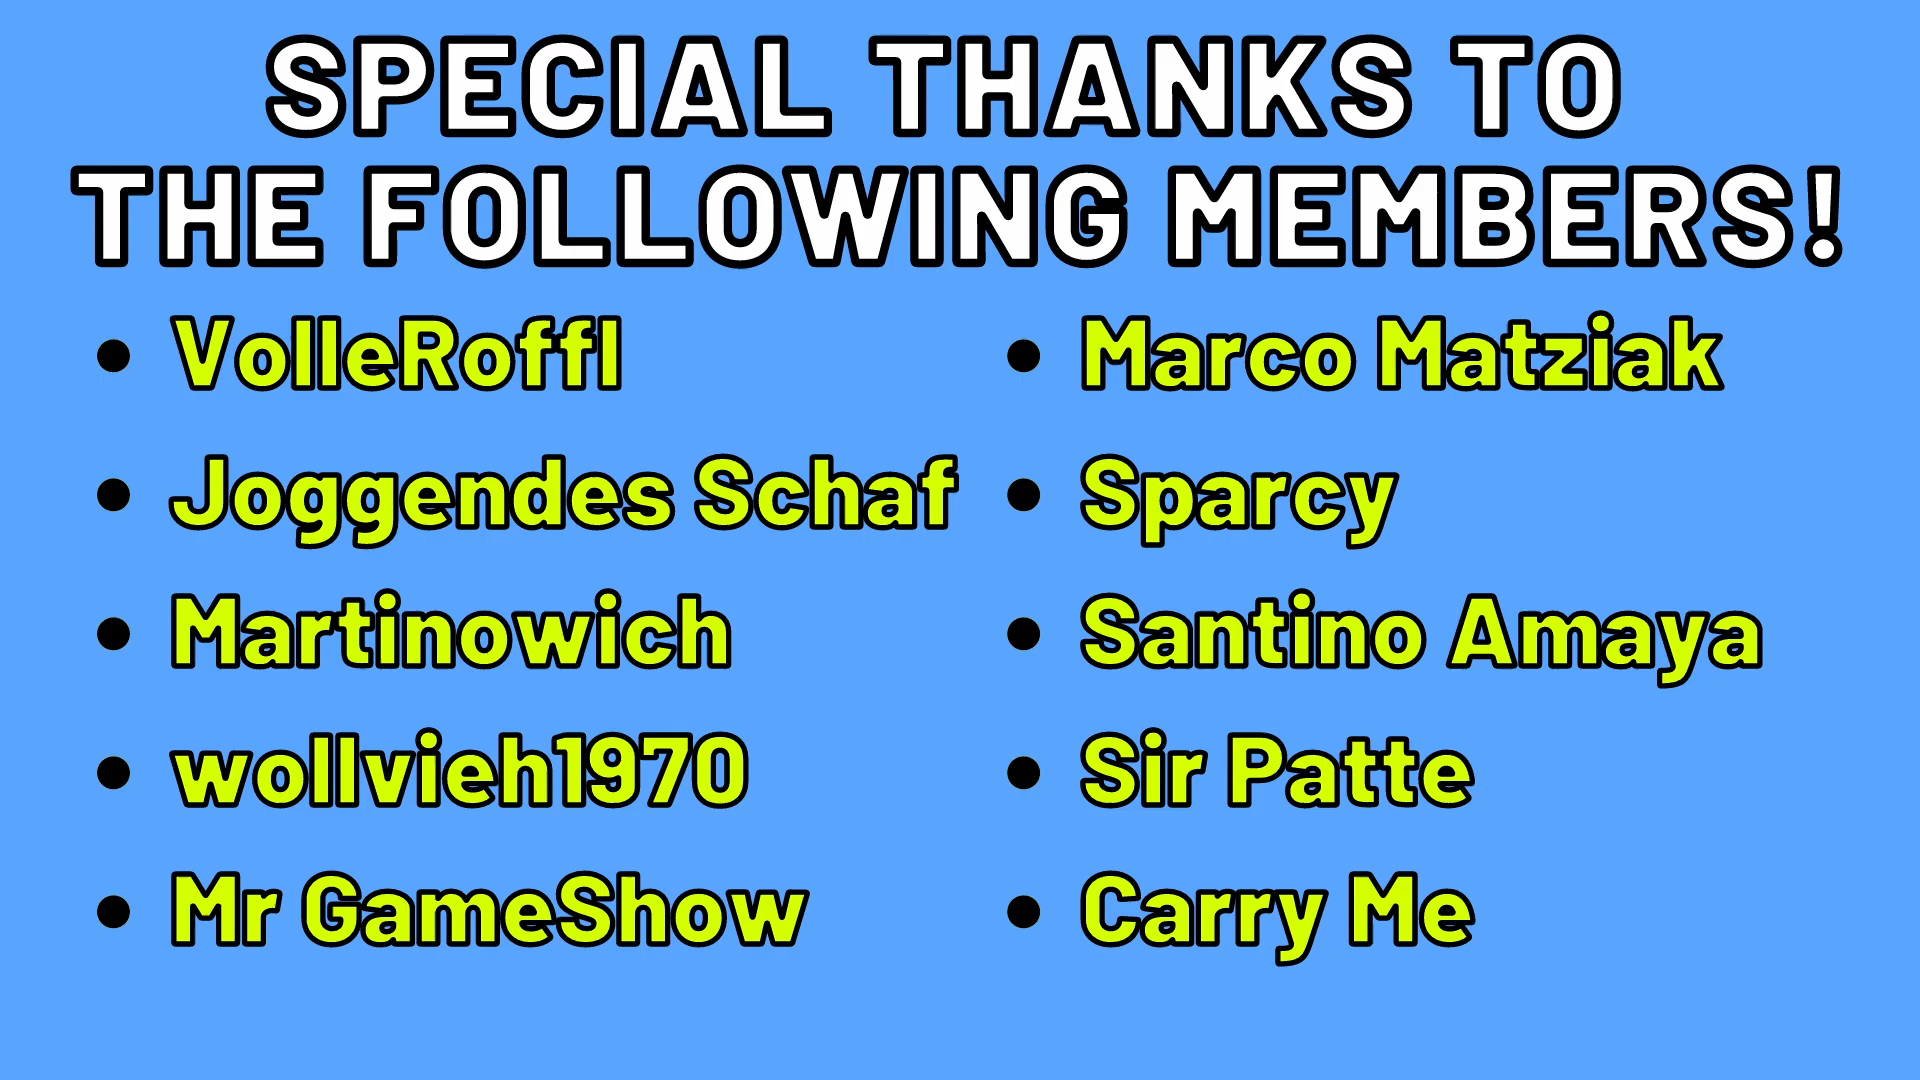 SPECIAL THANKS TO
THE FOLLOWING MEMBERS!
• VolleRoffl
• Joggendes Schaf
• Martinowich
• wollvieh1970
• Mr GameShow
• Marco Matziak
• Sparcy
• Santino Amaya
• Sir Patte
• Carry Me